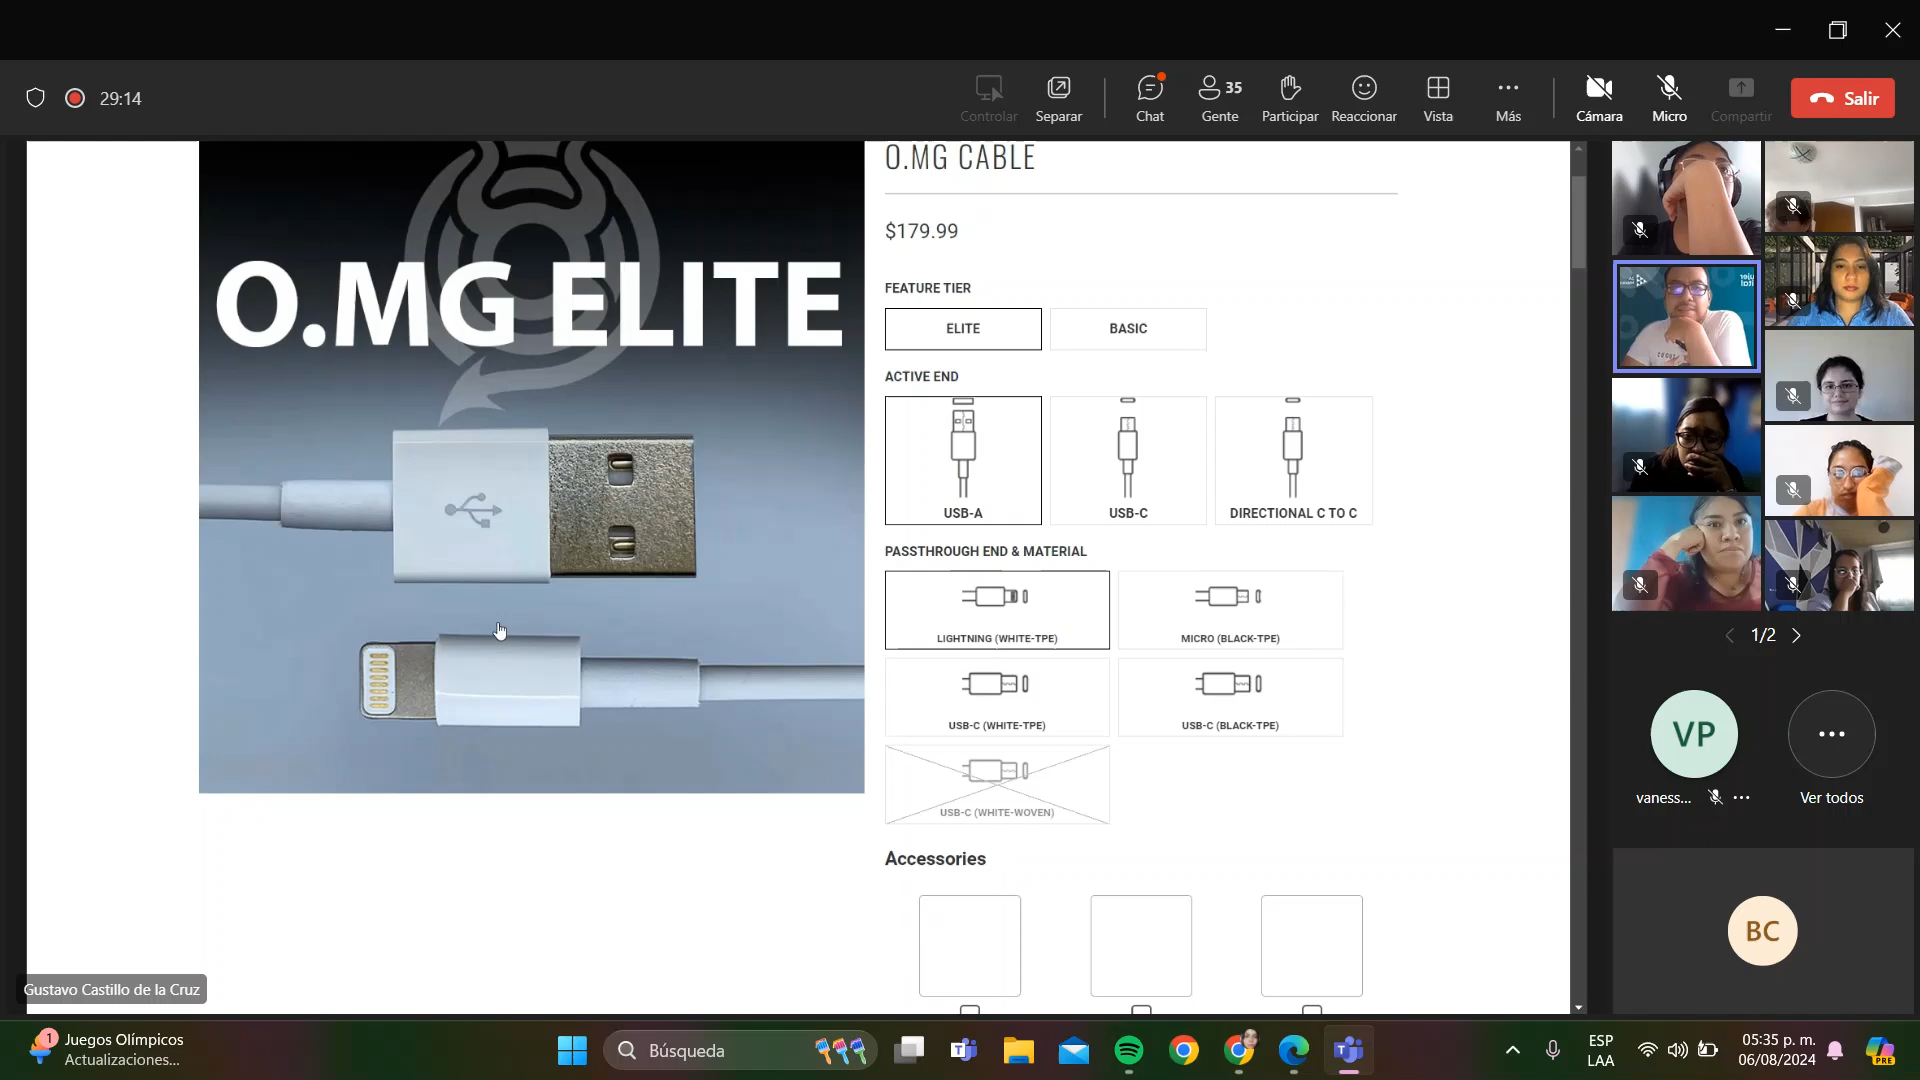 29:14
Controlar
Separar
Chat
35
Gente
Participar
Reaccionar
Vista
Más
Cámara
Micro
Compartir
Salir
O.MG CABLE
$179.99
O.MG ELITE
FEATURE TIER
ELITE
BASIC
ACTIVE END
USB-A
USB-C
DIRECTIONAL C TO C
PASSTHROUGH END & MATERIAL
LIGHTNING (WHITE-TPE)
MICRO (BLACK-TPE)
USB-C (WHITE-TPE)
USB-C (BLACK-TPE)
USB-C (WHITE-WOVEN)
Accessories
1/2
VP
vaness...
Ver todos
BC
Gustavo Castillo de la Cruz
1
Juegos Olímpicos
Actualizaciones...
Búsqueda
ESP
LAA
05:35 p. m.
06/08/2024
PRE